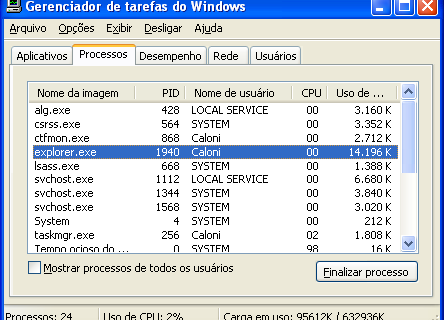 Gerenciador de tarefas do Windows
Arquivo Opções Exibir Desligar Ajuda
Aplicativos Processos Desempenho Rede Usuários
Nome da imagem PID Nome de usuário CPU Uso de ...
alg.exe 428 LOCAL SERVICE 00 3.160 K
csrss.exe 564 SYSTEM 00 3.352 K
ctfmon.exe 868 Caloni 00 2.712 K
explorer.exe 1940 Caloni 00 14.196 K
lsass.exe 668 SYSTEM 00 1.388 K
svchost.exe 1112 LOCAL SERVICE 00 6.680 K
svchost.exe 1344 SYSTEM 00 3.840 K
svchost.exe 1568 SYSTEM 00 3.020 K
System 4 SYSTEM 00 212 K
taskmgr.exe 256 Caloni 02 1.808 K
Tempo ocioso do ... 0 SYSTEM 98 16 K
Mostrar processos de todos os usuários
Finalizar processo
Processos: 24 Uso de CPU: 2% Carga em uso: 95612K / 632936K